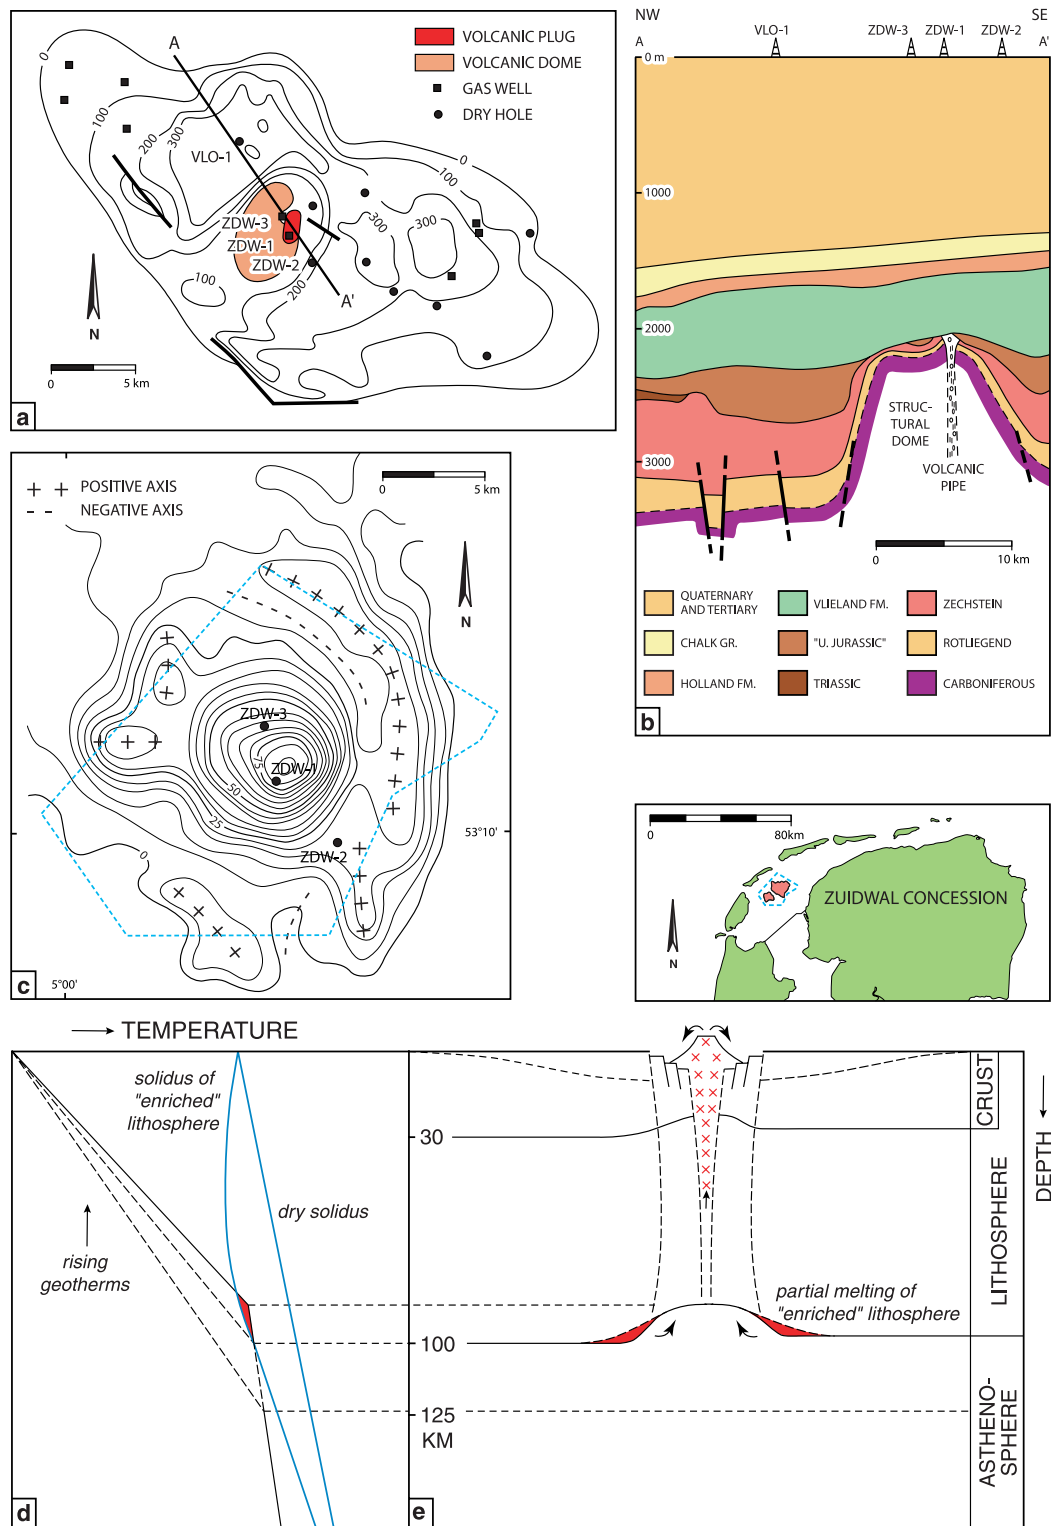 A
VOLCANIC PLUG
VOLCANIC DOME
GAS WELL
DRY HOLE
0
100
200
300
VLO-1
0
100
300
300
ZDW-3
ZDW-1
ZDW-2
100
200
A'
N
0
5 km
a
NW
SE
A
VLO-1
ZDW-3
ZDW-1
ZDW-2
A'
0 m
1000
2000
3000
STRUC-
TURAL
DOME
VOLCANIC
PIPE
0
10 km
QUATERNARY
AND TERTIARY
VLIELAND FM.
ZECHSTEIN
CHALK GR.
"U. JURASSIC"
ROTLIEGEND
HOLLAND FM.
TRIASSIC
CARBONIFEROUS
b
POSITIVE AXIS
NEGATIVE AXIS
0
5 km
N
ZDW-3
75
ZDW-1
50
25
0
ZDW-2
53°10'
5°00'
c
0
80km
ZUIDWAL CONCESSION
N
TEMPERATURE
solidus of
"enriched"
lithosphere
dry solidus
rising
geotherms
d
30
100
125
KM
partial melting of
"enriched" lithosphere
CRUST
LITHOSPHERE
ASTHENO-
SPHERE
DEPTH
e